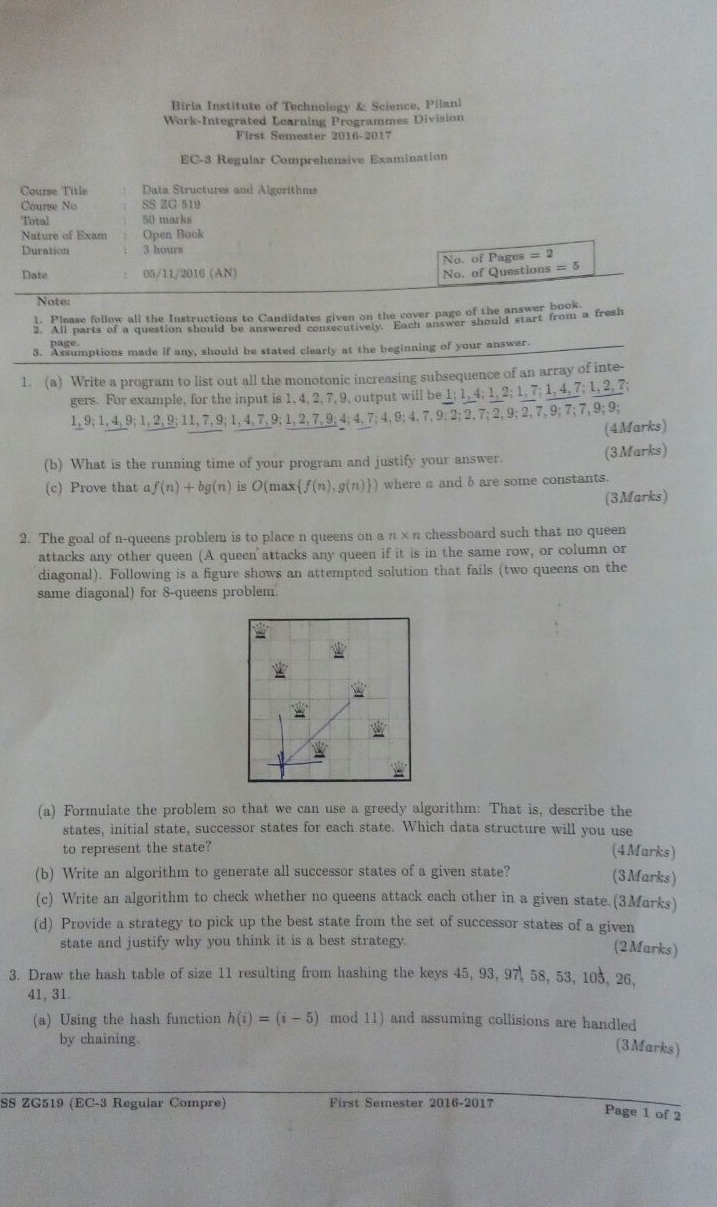 Birla Institute of Technology & Science, Pilani
Work-Integrated Learning Programmes Division
First Semester 2016-2017
EC-3 Regular Comprehensive Examination
Course Title : Data Structures and Algorithms
Course No : SS ZG 519
Total : 50 marks
Nature of Exam : Open Book
Duration : 3 hours
Date : 05/11/2016 (AN)
No. of Pages = 2
No. of Questions = 5
Note:
1. Please follow all the Instructions to Candidates given on the cover page of the answer book.
2. All parts of a question should be answered consecutively. Each answer should start from a fresh
page.
3. Assumptions made if any, should be stated clearly at the beginning of your answer.
1. (a) Write a program to list out all the monotonic increasing subsequence of an array of inte-
gers. For example, for the input is 1, 4, 2, 7, 9, output will be 1; 1, 4; 1, 2; 1, 7; 1, 4, 7; 1, 2, 7;
1, 9; 1, 4, 9; 1, 2, 9; 11, 7, 9; 1, 4, 7, 9; 1, 2, 7, 9; 4; 4, 7; 4, 9; 4, 7, 9; 2; 2, 7; 2, 9; 2, 7, 9; 7; 7, 9; 9;
(4Marks)
(b) What is the running time of your program and justify your answer. (3Marks)
(c) Prove that af(n) + bg(n) is O(max{f(n), g(n)}) where a and b are some constants.
(3Marks)
2. The goal of n-queens problem is to place n queens on a n × n chessboard such that no queen
attacks any other queen (A queen attacks any queen if it is in the same row, or column or
diagonal). Following is a figure shows an attempted solution that fails (two queens on the
same diagonal) for 8-queens problem.
(a) Formulate the problem so that we can use a greedy algorithm: That is, describe the
states, initial state, successor states for each state. Which data structure will you use
to represent the state? (4Marks)
(b) Write an algorithm to generate all successor states of a given state? (3Marks)
(c) Write an algorithm to check whether no queens attack each other in a given state. (3Marks)
(d) Provide a strategy to pick up the best state from the set of successor states of a given
state and justify why you think it is a best strategy. (2Marks)
3. Draw the hash table of size 11 resulting from hashing the keys 45, 93, 97, 58, 53, 103, 26,
41, 31.
(a) Using the hash function h(i) = (i − 5) mod 11) and assuming collisions are handled
by chaining. (3Marks)
SS ZG519 (EC-3 Regular Compre) First Semester 2016-2017 Page 1 of 2